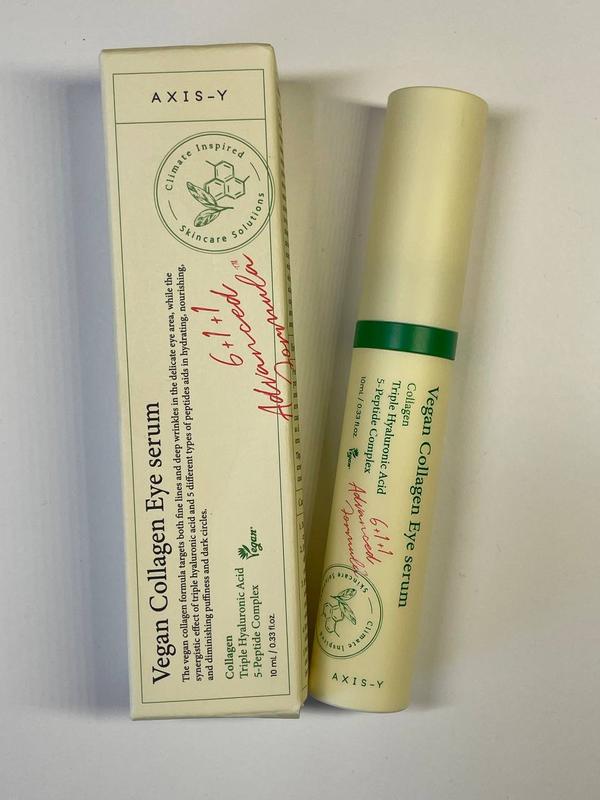 AXIS-Y
Climate Inspired
Skincare Solutions
6+1+1
Advanced
Formula™
Vegan Collagen Eye serum
The vegan collagen formula targets both fine lines and deep wrinkles in the delicate eye area, while the
synergistic effect of triple hyaluronic acid and 5 different types of peptides aids in hydrating, nourishing,
and diminishing puffiness and dark circles.
Collagen
Triple Hyaluronic Acid
5-Peptide Complex
Vegan
10 mL / 0.33 fl.oz.
Vegan Collagen Eye serum
Collagen
Triple Hyaluronic Acid
5-Peptide Complex
10mL / 0.33 fl.oz.
Vegan
6+1+1
Advanced
Formula
Climate Inspired
Skincare
AXIS-Y